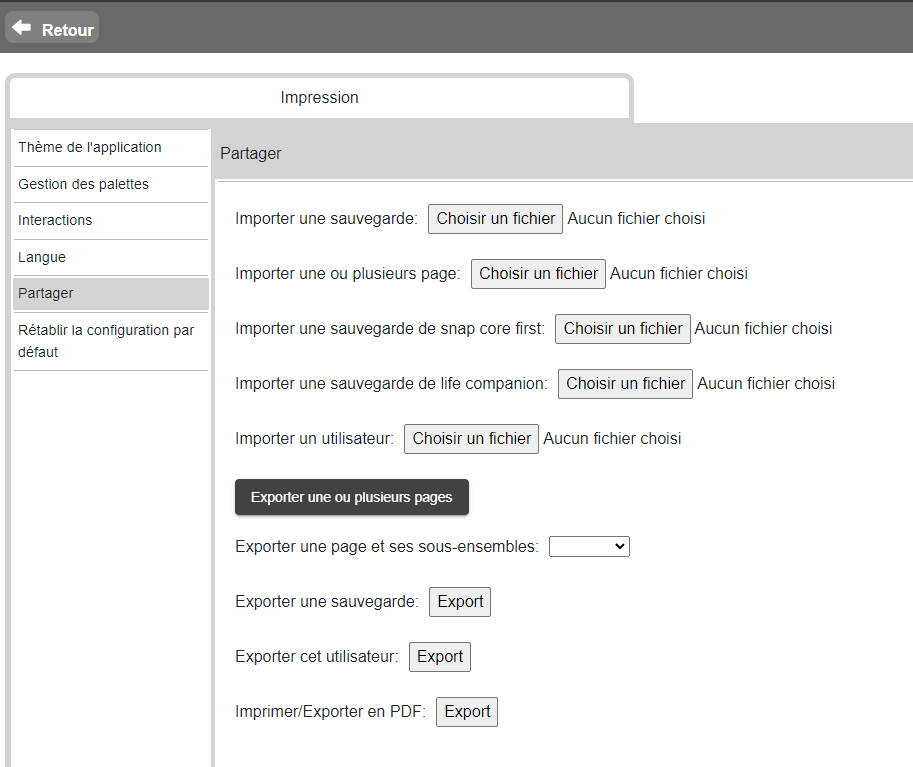 Retour
Impression
Thème de l'application
Gestion des palettes
Interactions
Langue
Partager
Rétablir la configuration par
défaut
Partager
Importer une sauvegarde: Choisir un fichier Aucun fichier choisi
Importer une ou plusieurs page: Choisir un fichier Aucun fichier choisi
Importer une sauvegarde de snap core first: Choisir un fichier Aucun fichier choisi
Importer une sauvegarde de life companion: Choisir un fichier Aucun fichier choisi
Importer un utilisateur: Choisir un fichier Aucun fichier choisi
Exporter une ou plusieurs pages
Exporter une page et ses sous-ensembles:
Exporter une sauvegarde: Export
Exporter cet utilisateur: Export
Imprimer/Exporter en PDF: Export